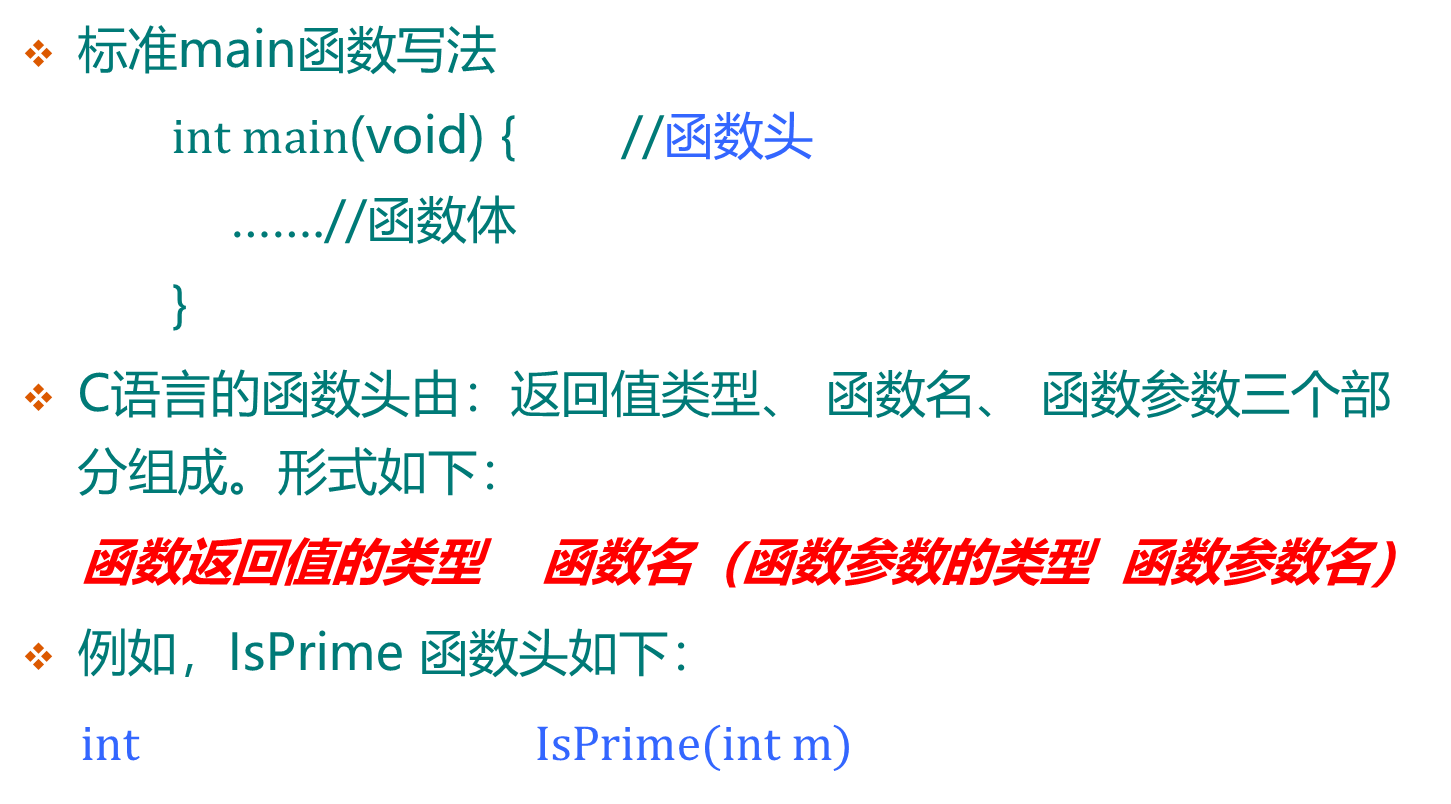 标准main函数写法
int main(void) { //函数头
.......//函数体
}
C语言的函数头由：返回值类型、 函数名、 函数参数三个部
分组成。形式如下：
函数返回值的类型 函数名（函数参数的类型 函数参数名）
例如，IsPrime 函数头如下：
int IsPrime(int m)